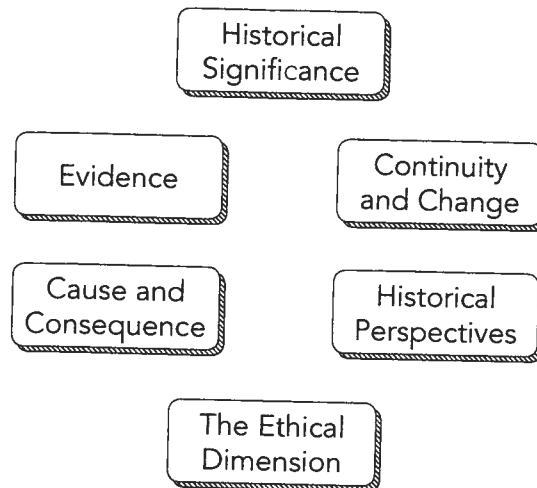 Historical
Significance
Evidence
Continuity
and Change
Cause and
Consequence
Historical
Perspectives
The Ethical
Dimension